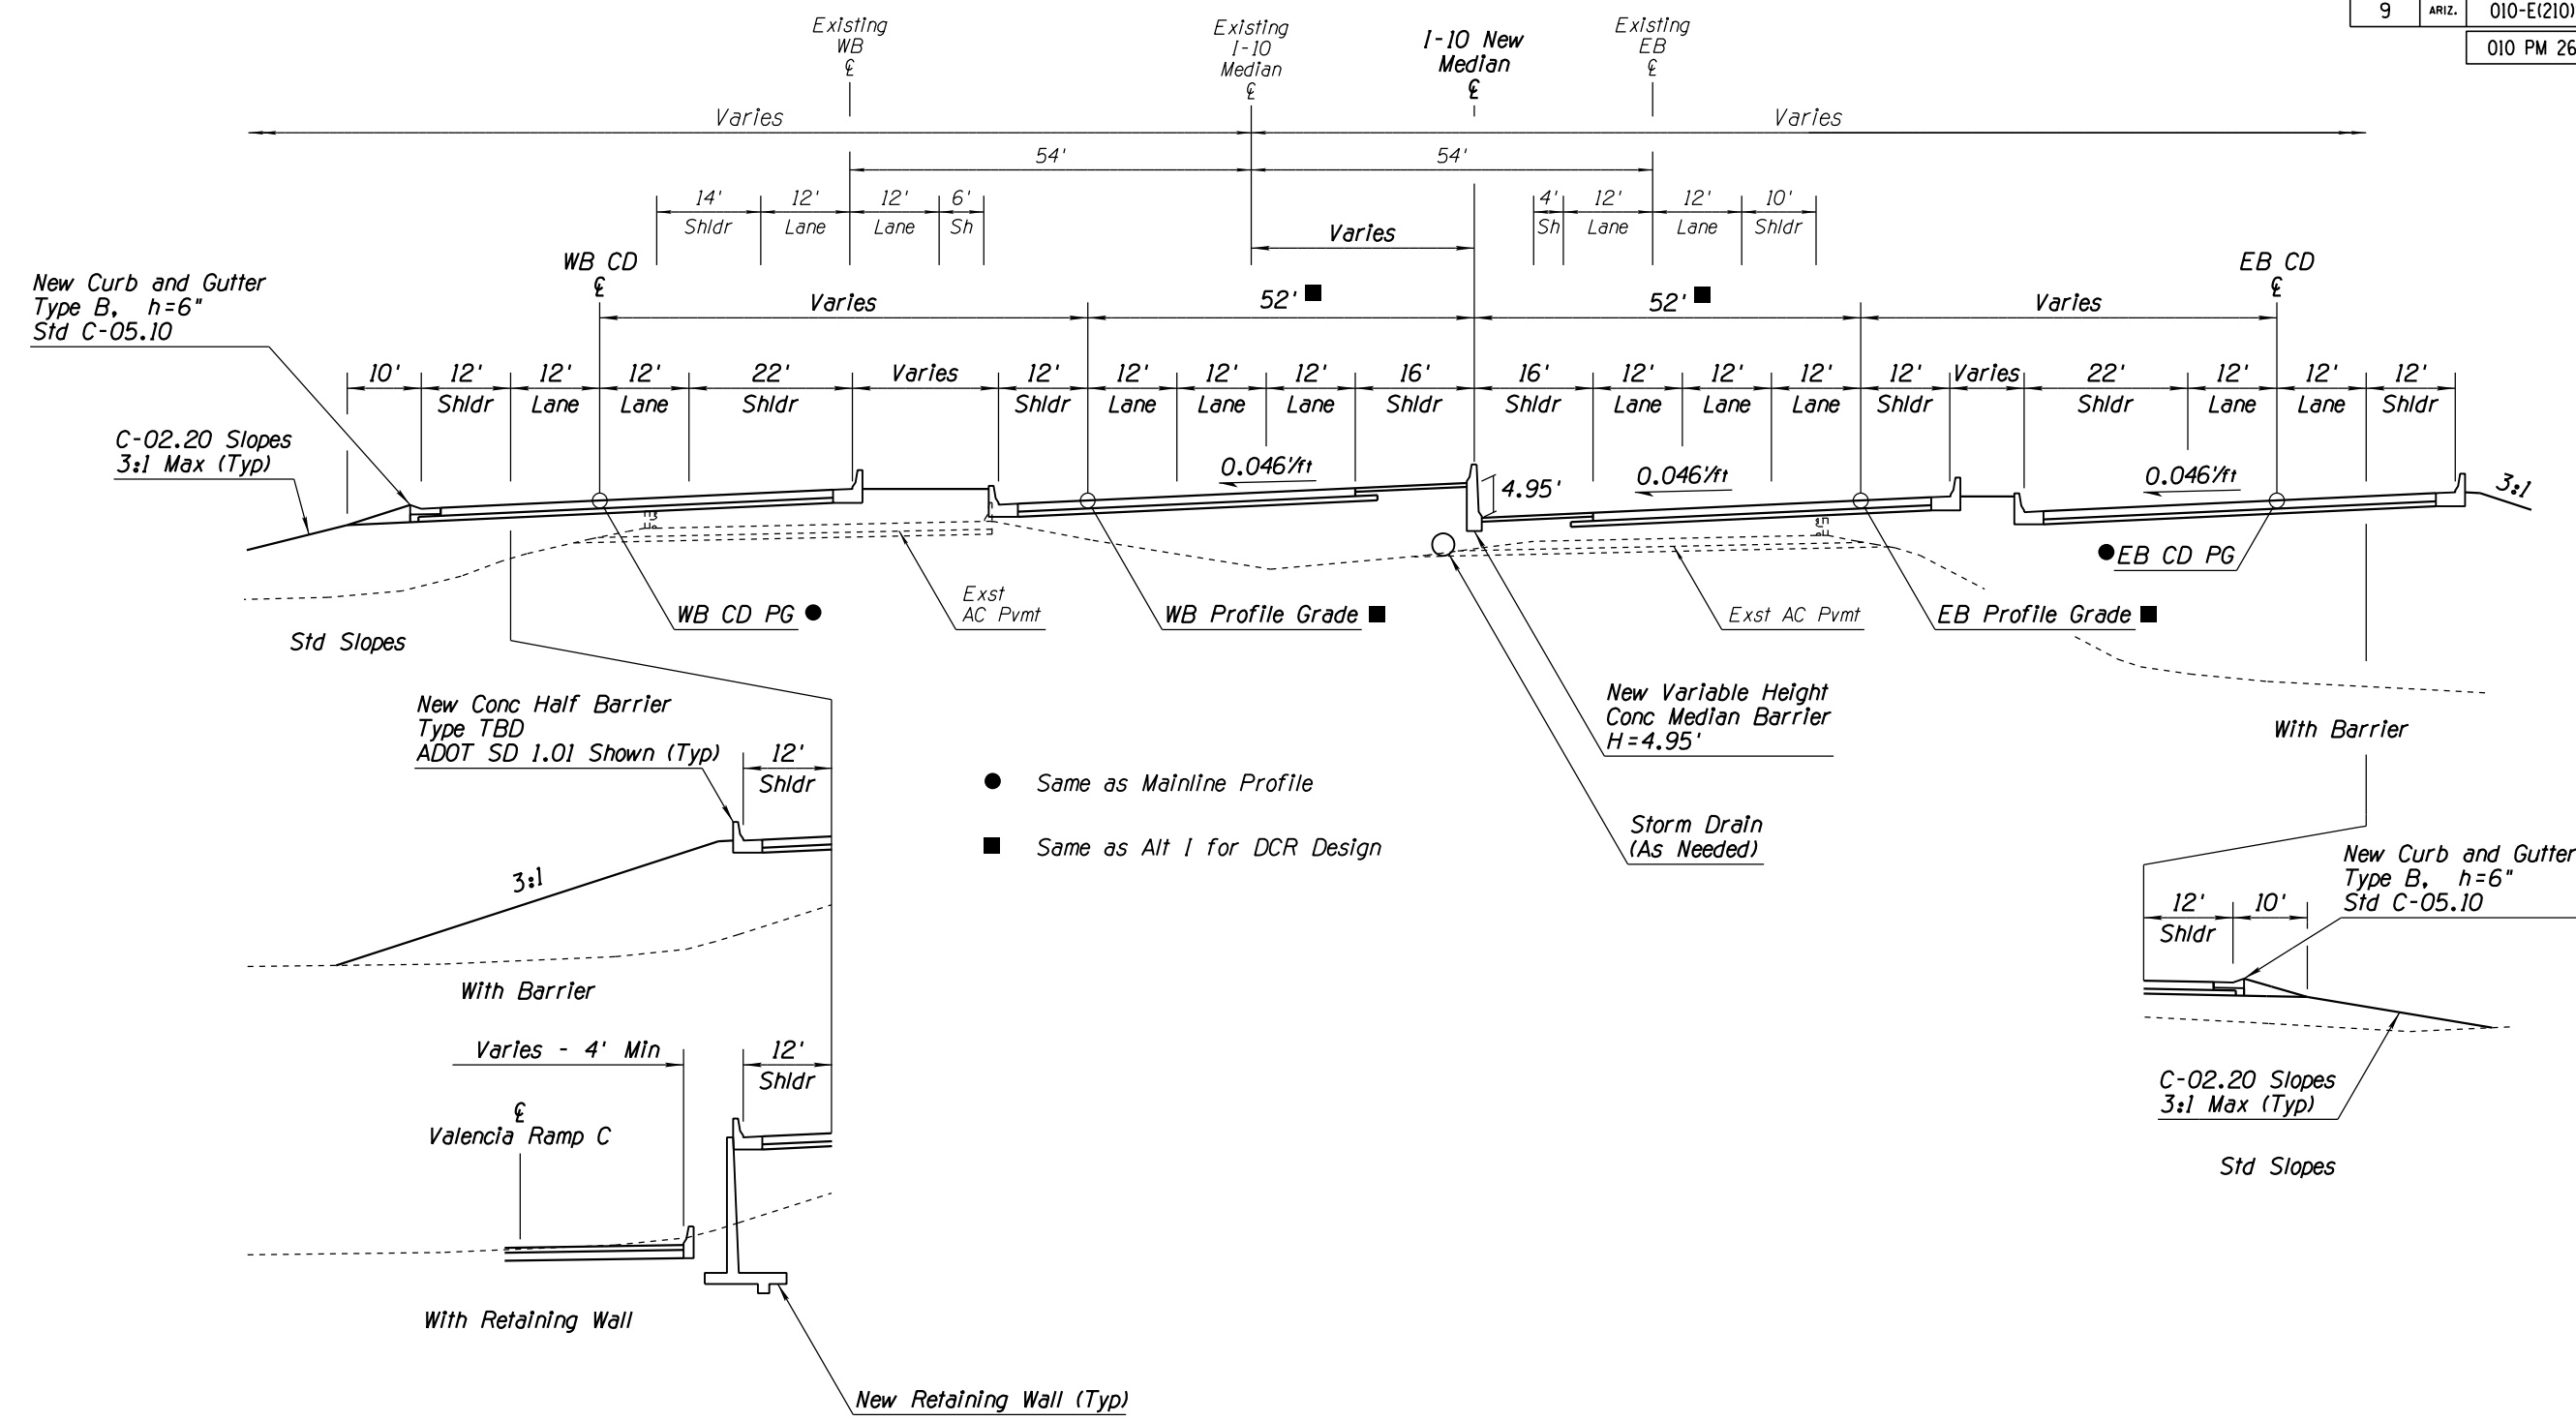 9 ARIZ. 010-E(210)
010 PM 26
Existing
WB
℄
Existing
I-10
Median
℄
I-10 New
Median
℄
Existing
EB
℄
Varies Varies
54' 54'
14' 12' 12' 6' 4' 12' 12' 10'
Shldr Lane Lane Sh Sh Lane Lane Shldr
Varies
WB CD
℄
EB CD
℄
New Curb and Gutter
Type B, h=6"
Std C-05.10
Varies 52' ■ 52' ■ Varies
10' 12' 12' 12' 22' Varies 12' 12' 12' 12' 16' 16' 12' 12' 12' 12' Varies 22' 12' 12' 12'
Shldr Lane Lane Shldr Shldr Lane Lane Lane Shldr Shldr Lane Lane Lane Shldr Shldr Lane Lane Shldr
C-02.20 Slopes
3:1 Max (Typ)
0.046'/ft 4.95' 0.046'/ft 0.046'/ft 3:1
● EB CD PG
WB CD PG ●
Exst
AC Pvmt
WB Profile Grade ■
Exst AC Pvmt
EB Profile Grade ■
Std Slopes
New Conc Half Barrier
Type TBD
ADOT SD 1.01 Shown (Typ)
12'
Shldr
New Variable Height
Conc Median Barrier
H=4.95'
With Barrier
● Same as Mainline Profile
■ Same as Alt I for DCR Design
Storm Drain
(As Needed)
3:1
With Barrier
New Curb and Gutter
Type B, h=6"
Std C-05.10
12' 10'
Shldr
Varies - 4' Min 12'
Shldr
℄
Valencia Ramp C
C-02.20 Slopes
3:1 Max (Typ)
Std Slopes
With Retaining Wall
New Retaining Wall (Typ)